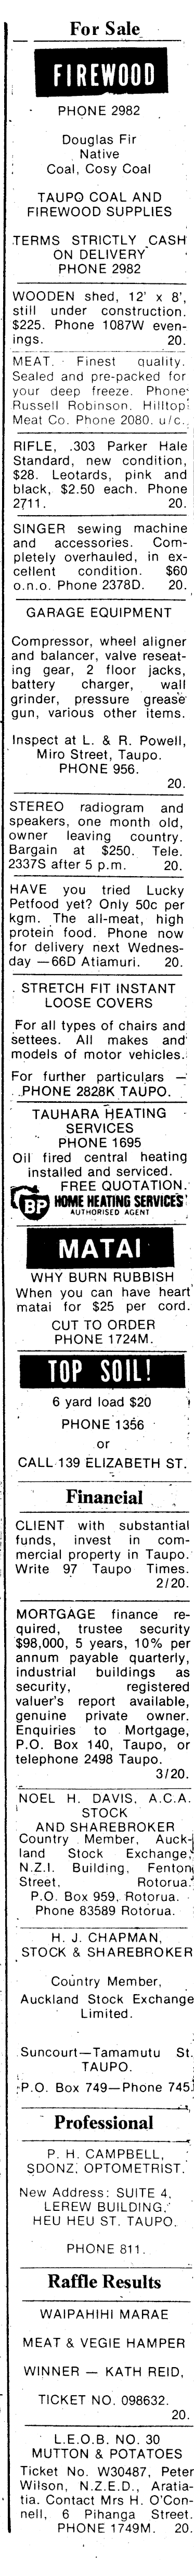 For Sale
FIREWOOD
PHONE 2982
Douglas Fir
Native
Coal, Cosy Coal
TAUPO COAL AND
FIREWOOD SUPPLIES
TERMS STRICTLY CASH
ON DELIVERY
PHONE 2982
WOODEN shed, 12' x 8',
still under construction.
$225. Phone 1087W even-
ings. 20.
MEAT. Finest quality.
Sealed and pre-packed for
your deep freeze. Phone
Russell Robinson. Hilltop
Meat Co. Phone 2080. u/c.
RIFLE, .303 Parker Hale
Standard, new condition,
$28. Leotards, pink and
black, $2.50 each. Phone
2711. 20.
SINGER sewing machine
and accessories. Com-
pletely overhauled, in ex-
cellent condition. $60
o.n.o. Phone 2378D. 20.
GARAGE EQUIPMENT
Compressor, wheel aligner
and balancer, valve reseat-
ing gear, 2 floor jacks,
battery charger, wall
grinder, pressure grease
gun, various other items.
Inspect at L. & R. Powell,
Miro Street, Taupo.
PHONE 956.
20.
STEREO radiogram and
speakers, one month old,
owner leaving country.
Bargain at $250. Tele.
2337S after 5 p.m. 20.
HAVE you tried Lucky
Petfood yet? Only 50c per
kgm. The all-meat, high
protein food. Phone now
for delivery next Wednes-
day — 66D Atiamuri. 20.
STRETCH FIT INSTANT
LOOSE COVERS
For all types of chairs and
settees. All makes and
models of motor vehicles.
For further particulars —
PHONE 2828K TAUPO.
TAUHARA HEATING
SERVICES
PHONE 1695
Oil fired central heating
installed and serviced.
FREE QUOTATION.
BP HOME HEATING SERVICES
AUTHORISED AGENT
MATAI
WHY BURN RUBBISH
When you can have heart
matai for $25 per cord.
CUT TO ORDER
PHONE 1724M.
TOP SOIL!
6 yard load $20
PHONE 1356
or
CALL 139 ELIZABETH ST.
Financial
CLIENT with substantial
funds, invest in com-
mercial property in Taupo.
Write 97 Taupo Times.
2/20.
MORTGAGE finance re-
quired, trustee security
$98,000, 5 years, 10% per
annum payable quarterly,
industrial buildings as
security, registered
valuer's report available,
genuine private owner.
Enquiries to Mortgage,
P.O. Box 140, Taupo, or
telephone 2498 Taupo.
3/20.
NOEL H. DAVIS, A.C.A.
STOCK
AND SHAREBROKER
Country Member, Auck-
land Stock Exchange,
N.Z.I. Building, Fenton
Street, Rotorua.
P.O. Box 959, Rotorua.
Phone 83589 Rotorua.
H. J. CHAPMAN,
STOCK & SHAREBROKER
Country Member,
Auckland Stock Exchange
Limited.
Suncourt—Tamamutu St.
TAUPO.
P.O. Box 749—Phone 745
Professional
P. H. CAMPBELL,
SDONZ, OPTOMETRIST.
New Address: SUITE 4,
LEREW BUILDING,
HEU HEU ST. TAUPO.
PHONE 811.
Raffle Results
WAIPAHIHI MARAE
MEAT & VEGIE HAMPER
WINNER — KATH REID,
TICKET NO. 098632.
20.
L.E.O.B. NO. 30
MUTTON & POTATOES
Ticket No. W30487, Peter
Wilson, N.Z.E.D., Aratia-
tia. Contact Mrs H. O'Con-
nell, 6 Pihanga Street.
PHONE 1749M. 20.